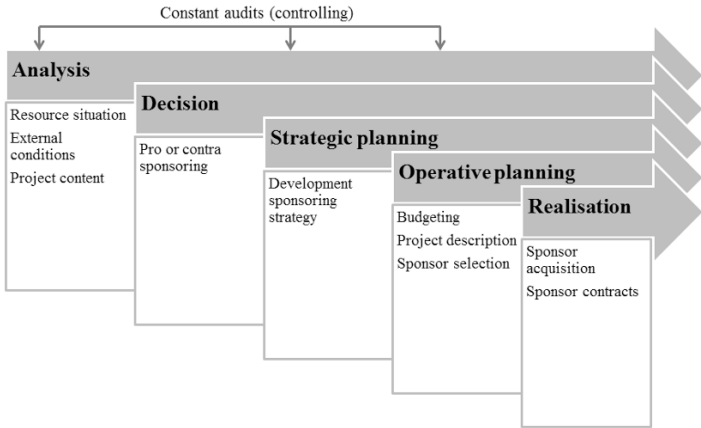 Constant audits (controlling)
Analysis
Resource situation
External
conditions
Project content
Decision
Pro or contra
sponsoring
Strategic planning
Development
sponsoring
strategy
Operative planning
Budgeting
Project description
Sponsor selection
Realisation
Sponsor
acquisition
Sponsor contracts